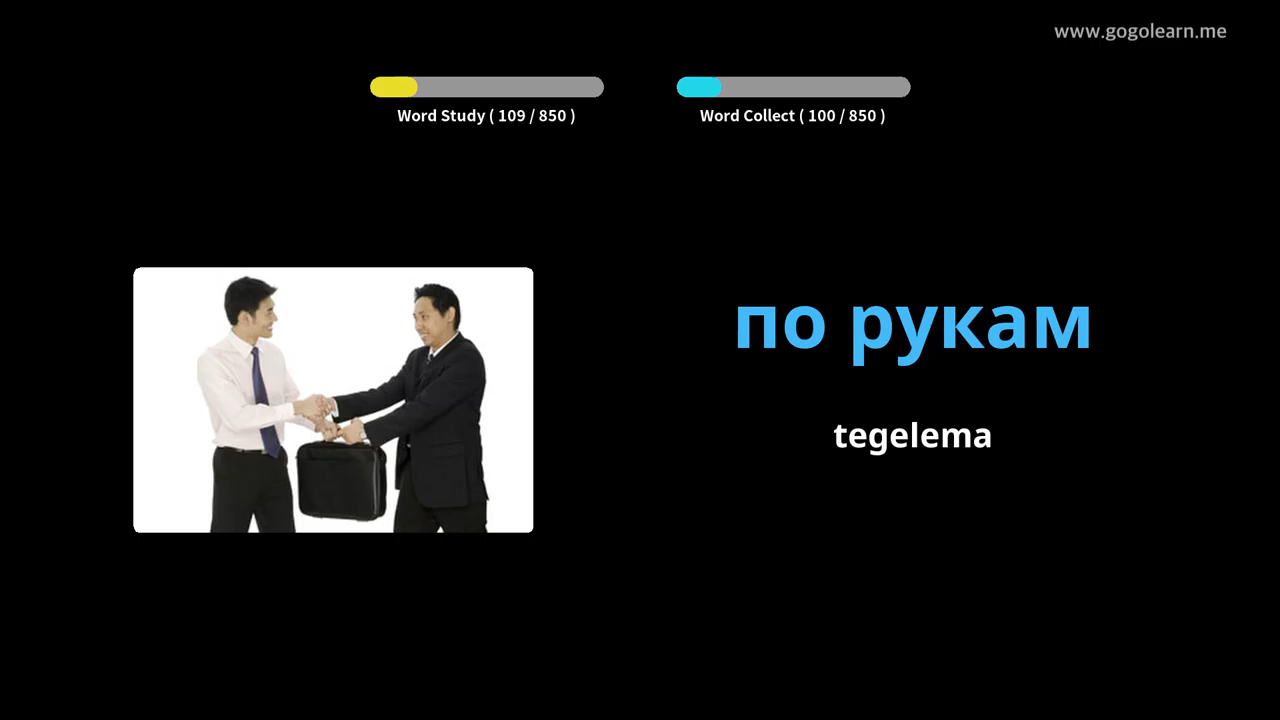 www.gogolearn.me
Word Study ( 109 / 850 )
Word Collect ( 100 / 850 )
по рукам
tegelema